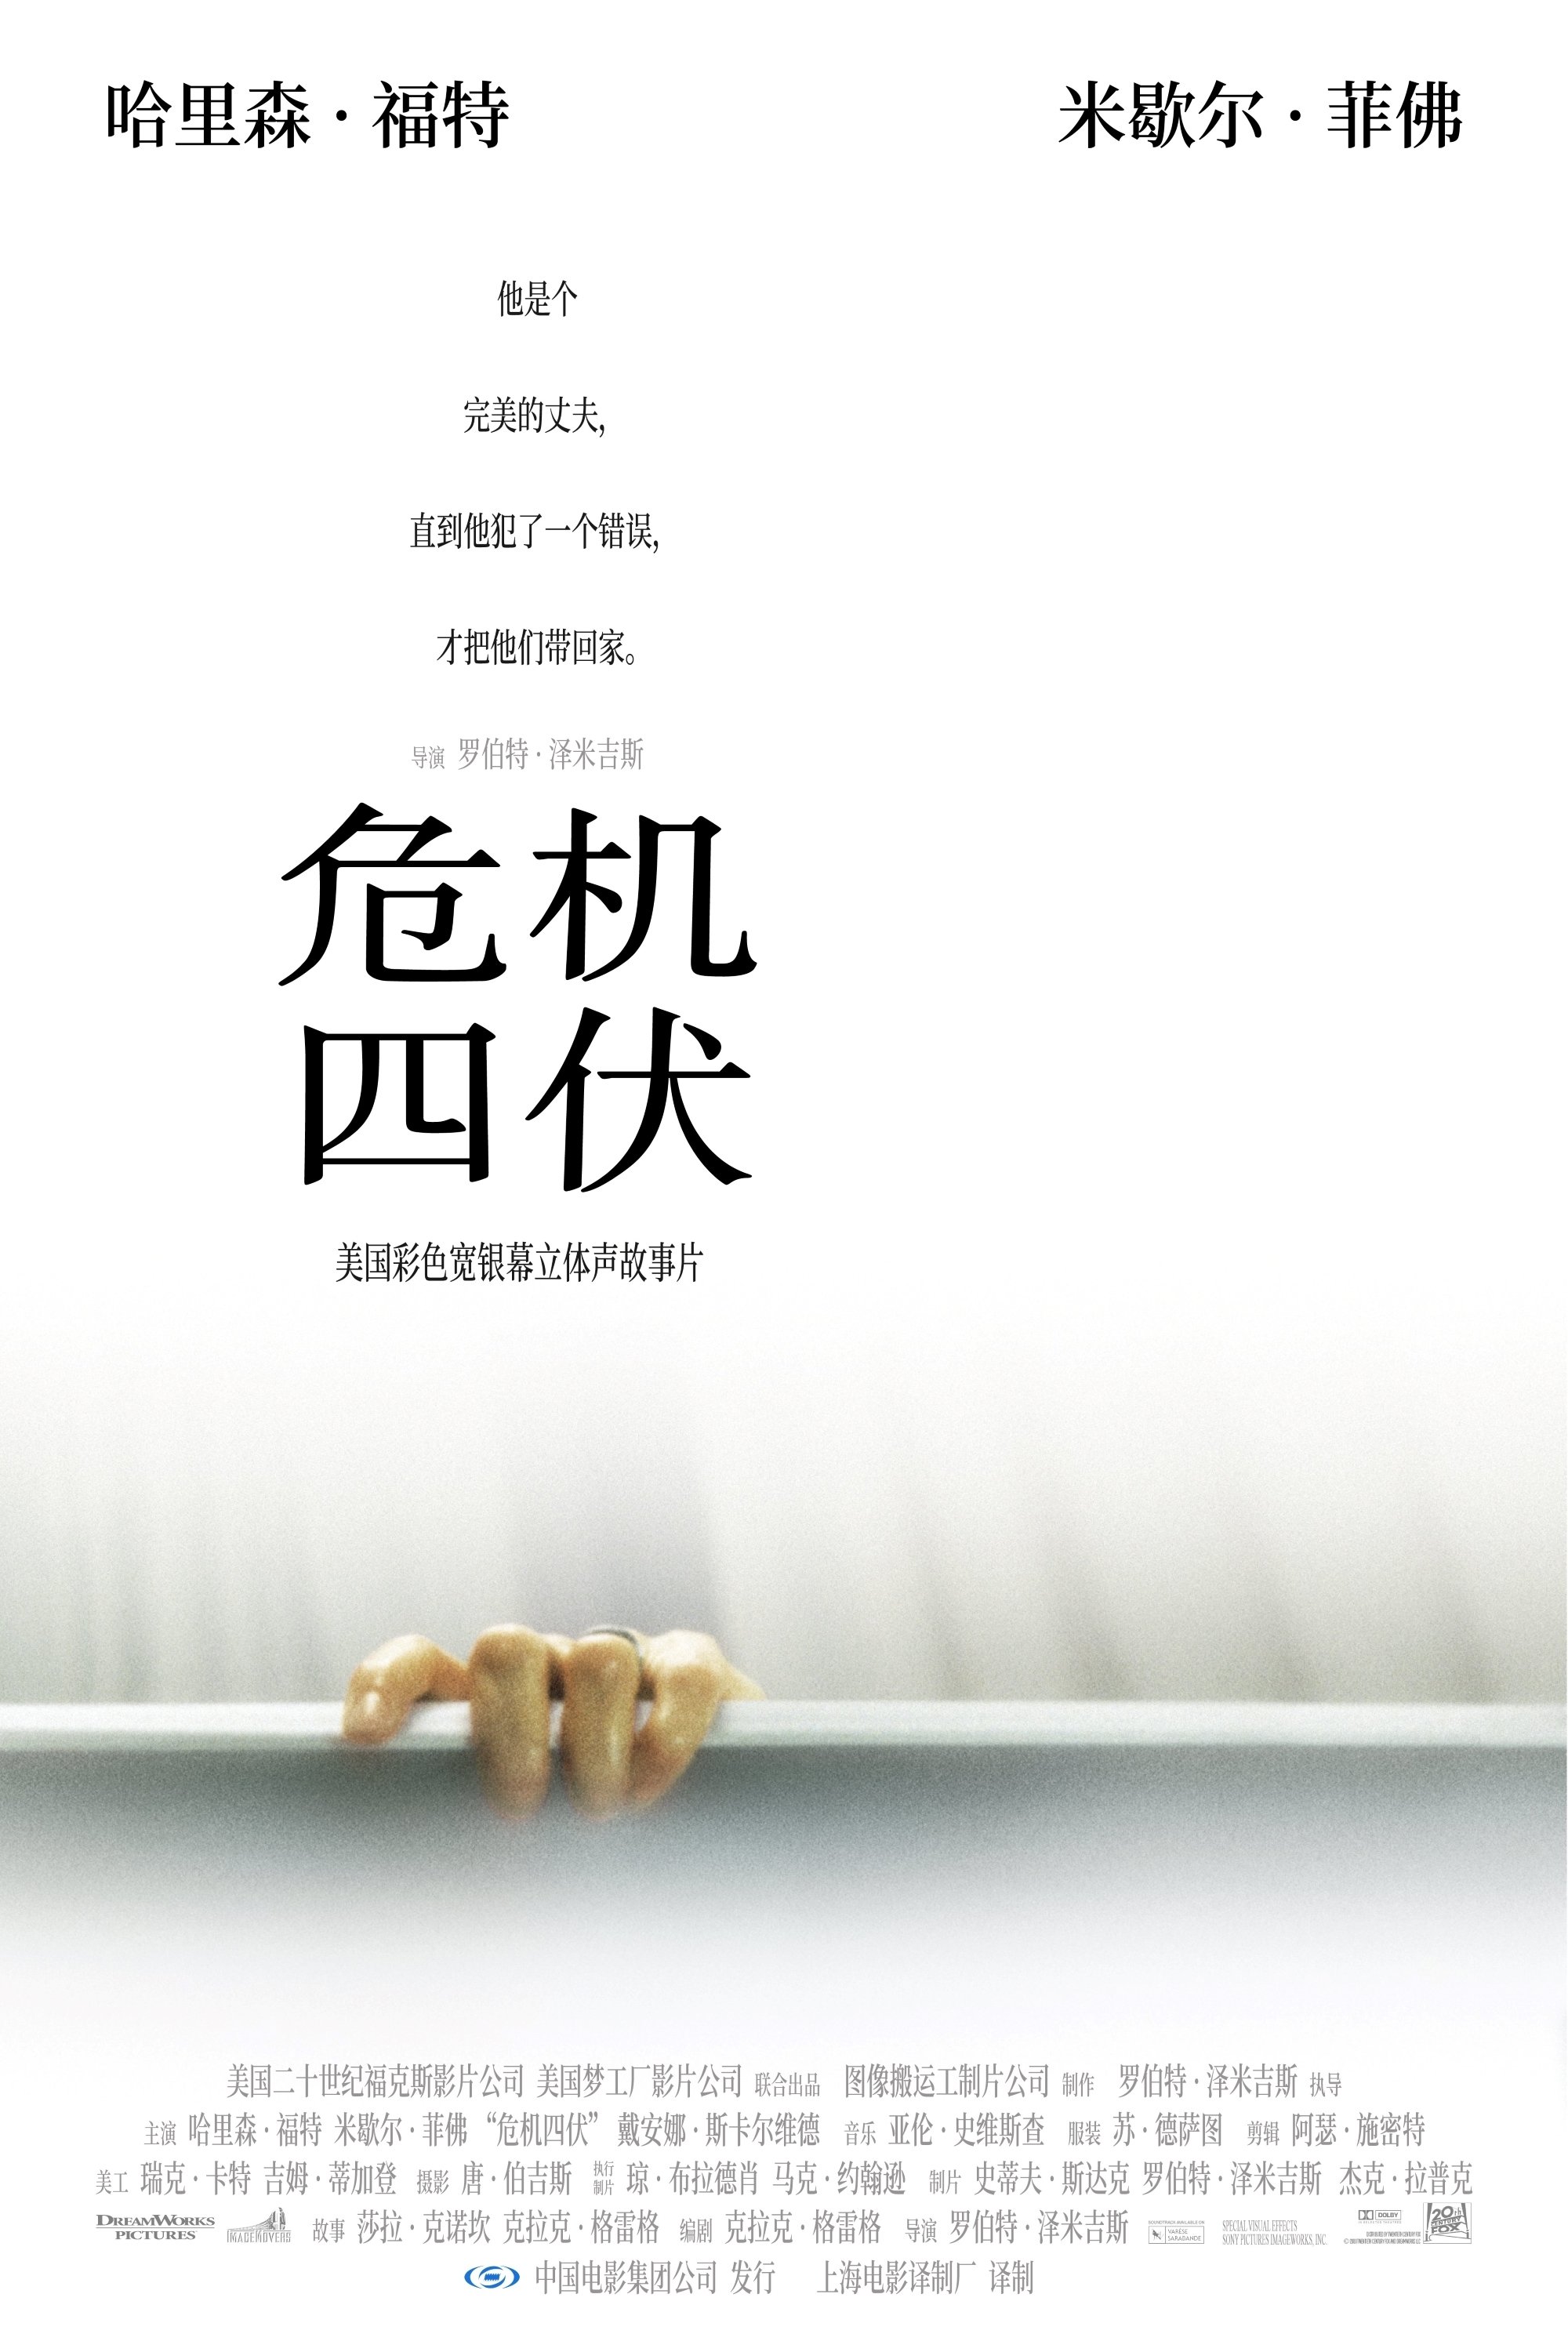 哈里森·福特
米歇尔·菲佛
他是个
完美的丈夫,
直到他犯了一个错误,
才把他们带回家。
导演 罗伯特·泽米吉斯
危机
四伏
美国彩色宽银幕立体声故事片
美国二十世纪福克斯影片公司 美国梦工厂影片公司 联合出品 图像搬运工制片公司 制作 罗伯特·泽米吉斯 执导
主演 哈里森·福特 米歇尔·菲佛 “危机四伏” 戴安娜·斯卡尔维德 音乐 亚伦·史维斯查 服装 苏·德萨图 剪辑 阿瑟·施密特
美工 瑞克·卡特 吉姆·蒂加登 摄影 唐·伯吉斯 执行制片 琼·布拉德肖 马克·约翰逊 制片 史蒂夫·斯达克 罗伯特·泽米吉斯 杰克·拉普克
DREAMWORKS
PICTURES
IMAGEMOVERS
故事 莎拉·克诺坎 克拉克·格雷格 编剧 克拉克·格雷格 导演 罗伯特·泽米吉斯
SOUNDTRACK AVAILABLE ON
VARÈSE
SARABANDE
SPECIAL VISUAL EFFECTS
SONY PICTURES IMAGEWORKS, INC.
DOLBY
20th
CENTURY
FOX
中国电影集团公司 发行 上海电影译制厂 译制